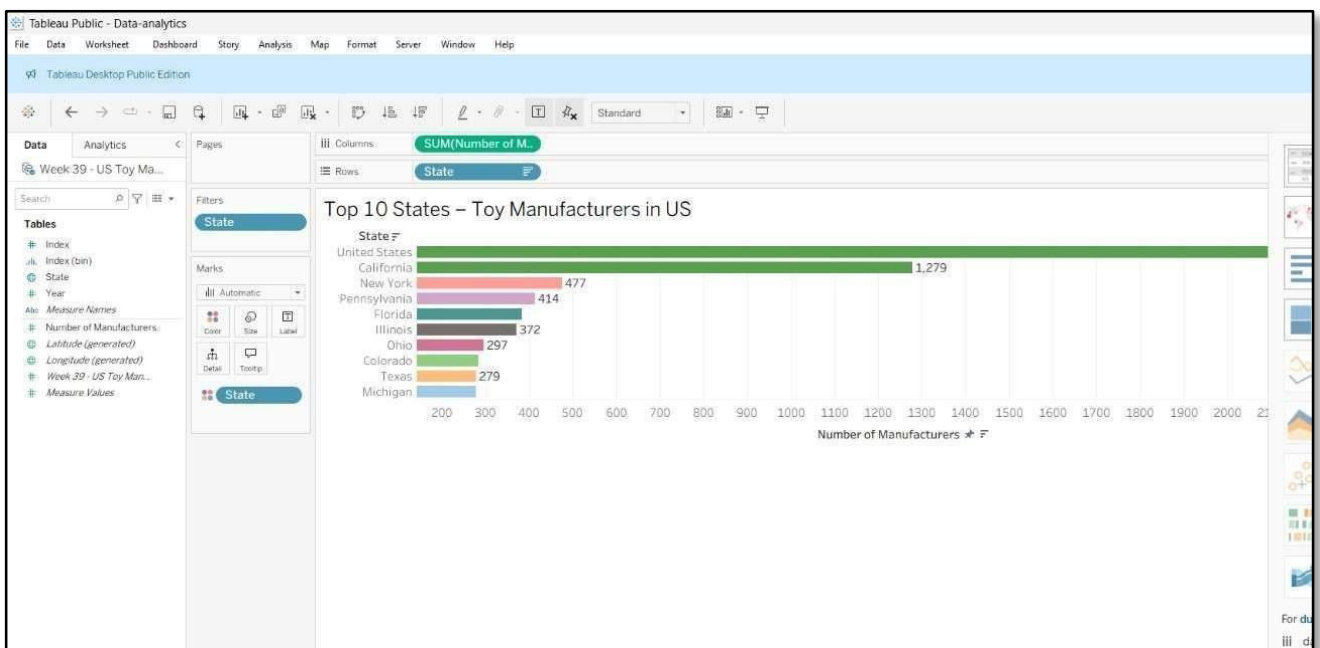 Tableau Public - Data-analytics
File Data Worksheet Dashboard Story Analysis Map Format Server Window Help
Tableau Desktop Public Edition
Standard
Data Analytics
Pages
Columns
SUM(Number of M..
Week 39 - US Toy Ma...
Rows
State
Search
Filters
State
Top 10 States – Toy Manufacturers in US
Tables
Index
Index (bin)
State
Year
Abc Measure Names
Number of Manufacturers
Latitude (generated)
Longitude (generated)
Week 39 - US Toy Man...
Measure Values
Marks
Automatic
Color Size Label
Detail Tooltip
State
State
United States
California 1,279
New York 477
Pennsylvania 414
Florida
Illinois 372
Ohio 297
Colorado
Texas 279
Michigan
200 300 400 500 600 700 800 900 1000 1100 1200 1300 1400 1500 1600 1700 1800 1900 2000 21
Number of Manufacturers
For du